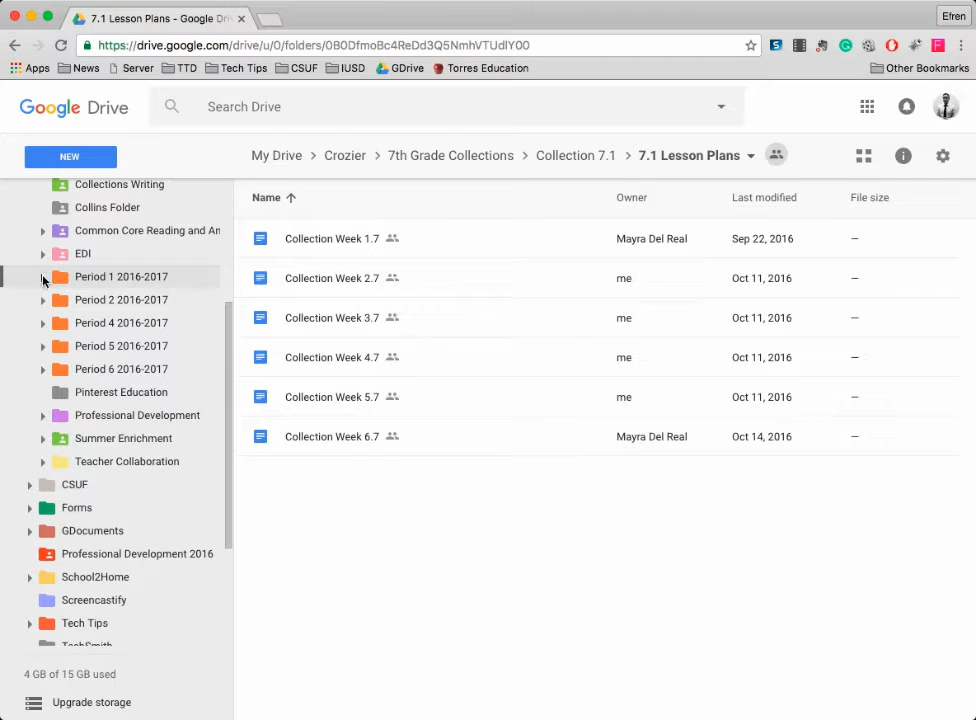 7.1 Lesson Plans - Google Dri
Efren
https://drive.google.com/drive/u/0/folders/0B0DfmoBc4ReDd3Q5NmhVTUdlY00
Apps News Server TTD Tech Tips CSUF IUSD GDrive Torres Education Other Bookmarks
Google Drive Search Drive
NEW My Drive > Crozier > 7th Grade Collections > Collection 7.1 > 7.1 Lesson Plans
Name Owner Last modified File size
Collection Week 1.7 Mayra Del Real Sep 22, 2016 –
Collection Week 2.7 me Oct 11, 2016 –
Collection Week 3.7 me Oct 11, 2016 –
Collection Week 4.7 me Oct 11, 2016 –
Collection Week 5.7 me Oct 11, 2016 –
Collection Week 6.7 Mayra Del Real Oct 14, 2016 –
Collections Writing
Collins Folder
Common Core Reading and An
EDI
Period 1 2016-2017
Period 2 2016-2017
Period 4 2016-2017
Period 5 2016-2017
Period 6 2016-2017
Pinterest Education
Professional Development
Summer Enrichment
Teacher Collaboration
CSUF
Forms
GDocuments
Professional Development 2016
School2Home
Screencastify
Tech Tips
TechSmith
4 GB of 15 GB used
Upgrade storage